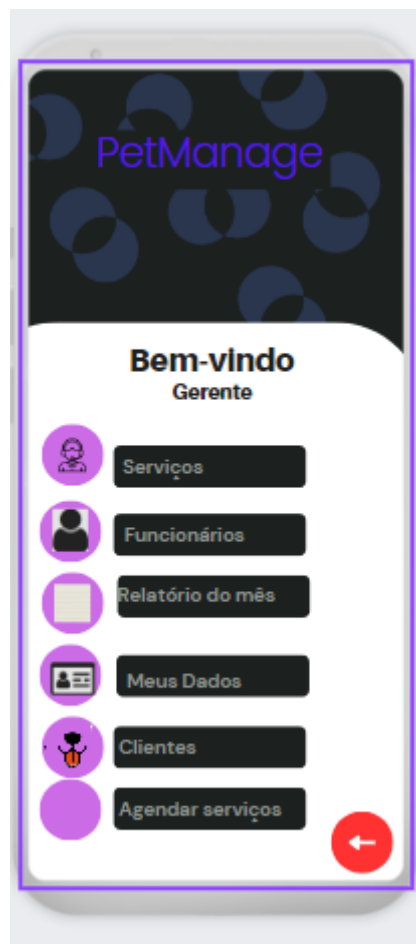 PetManage
Bem-vindo
Gerente
Serviços
Funcionários
Relatório do mês
Meus Dados
Clientes
Agendar serviços